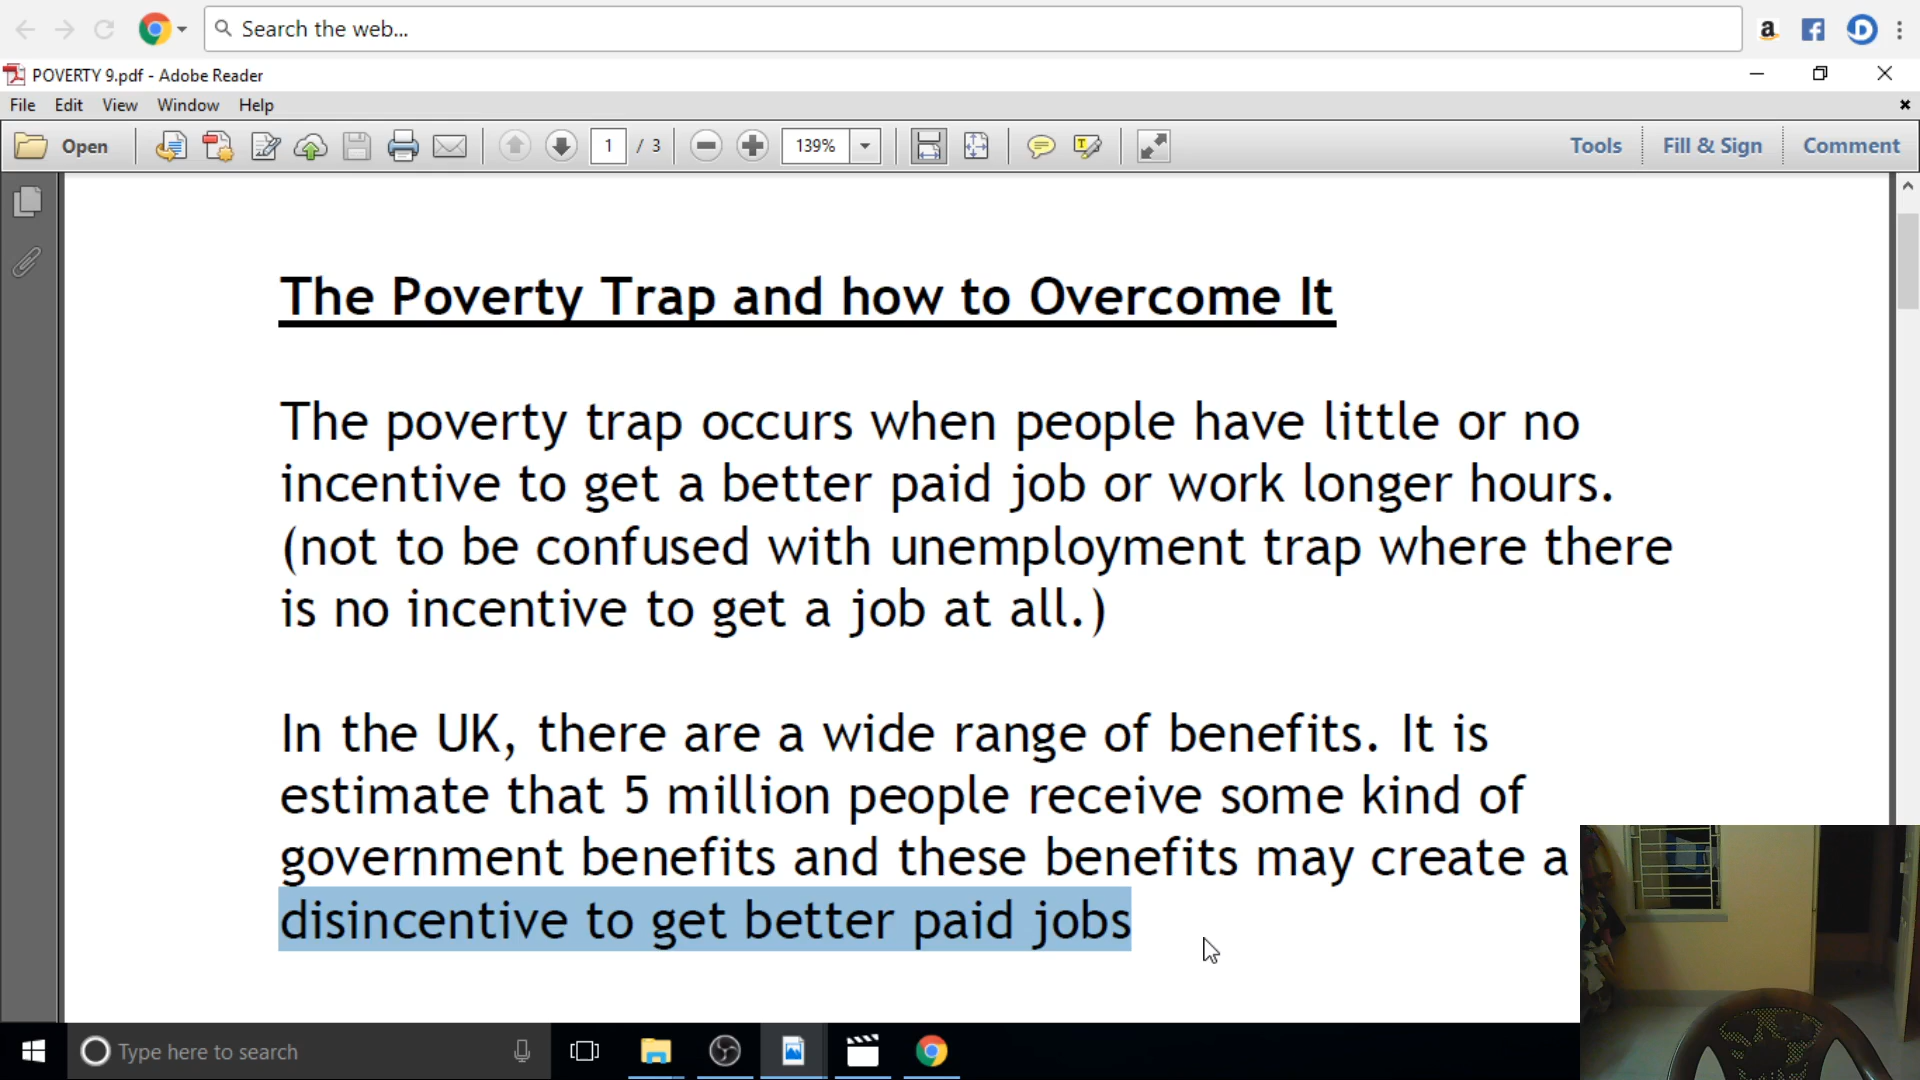 Search the web...
POVERTY 9.pdf - Adobe Reader
File Edit View Window Help
Open 1 / 3 139% Tools Fill & Sign Comment
The Poverty Trap and how to Overcome It
The poverty trap occurs when people have little or no
incentive to get a better paid job or work longer hours.
(not to be confused with unemployment trap where there
is no incentive to get a job at all.)
In the UK, there are a wide range of benefits. It is
estimate that 5 million people receive some kind of
government benefits and these benefits may create a
disincentive to get better paid jobs
Type here to search